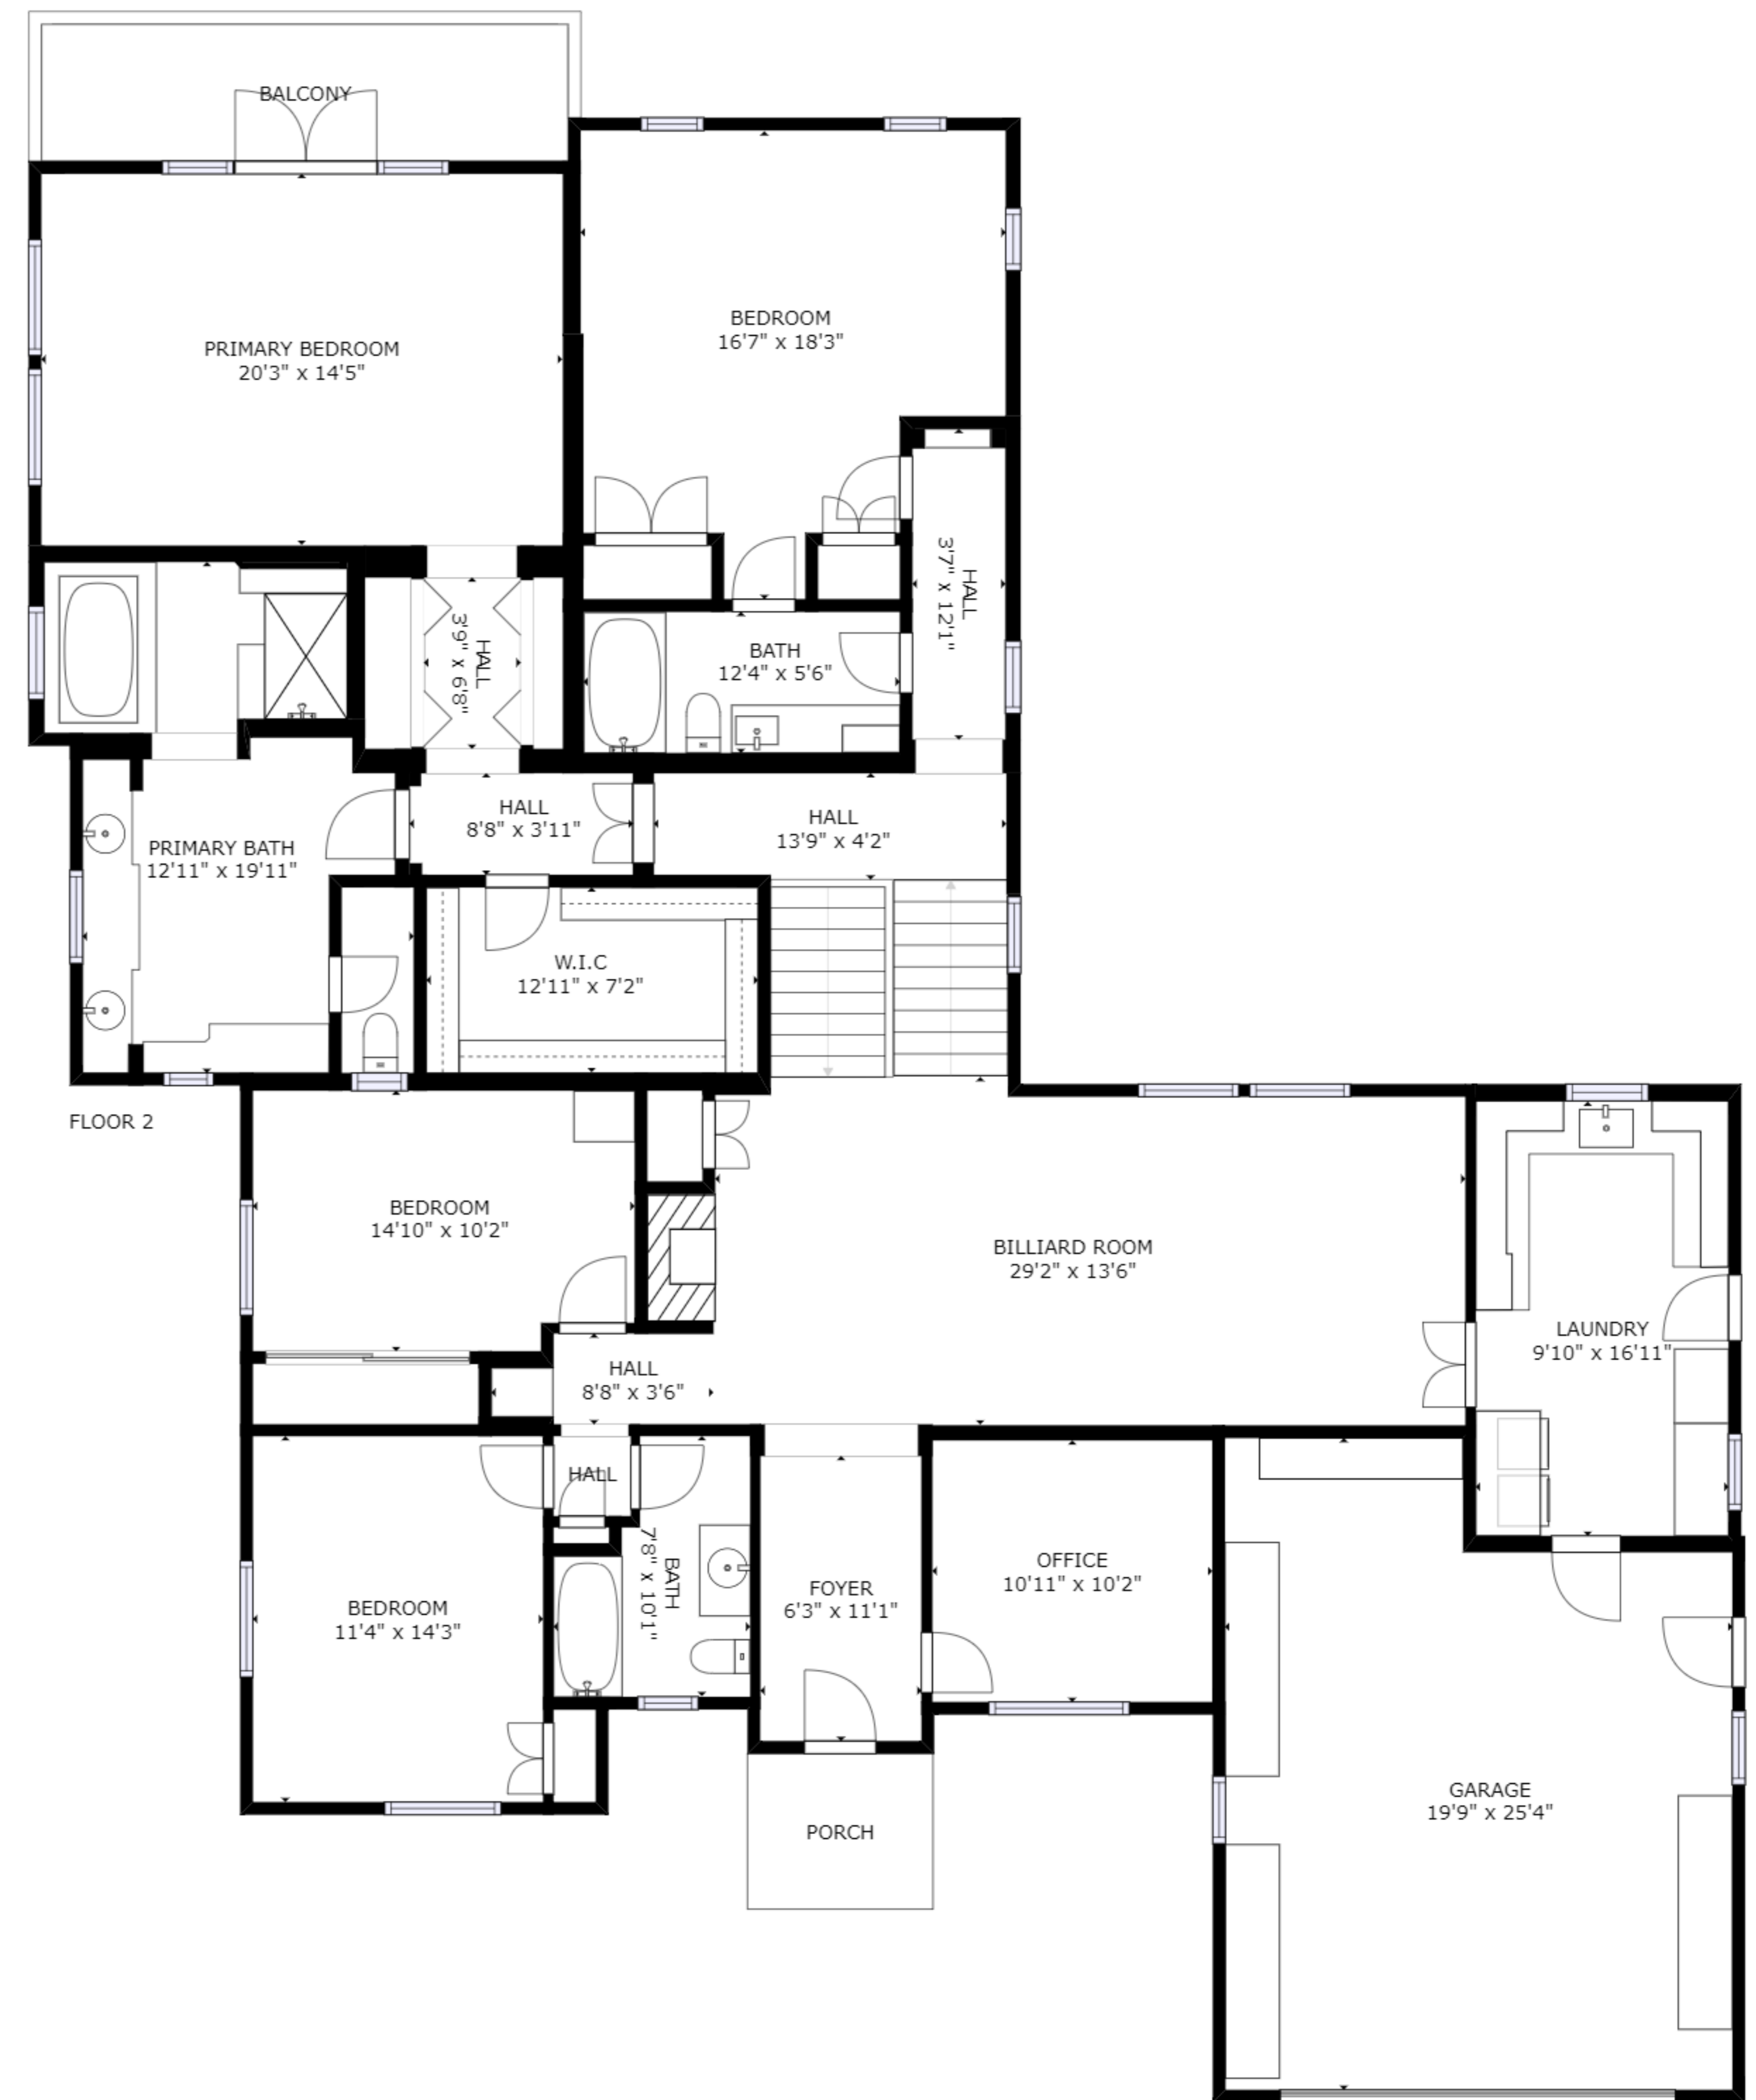 BALCONY
BEDROOM
16'7" x 18'3"
PRIMARY BEDROOM
20'3" x 14'5"
HALL
3'7" x 12'1"
HALL
3'9" x 6'8"
BATH
12'4" x 5'6"
HALL
8'8" x 3'11"
HALL
13'9" x 4'2"
PRIMARY BATH
12'11" x 19'11"
W.I.C
12'11" x 7'2"
FLOOR 2
BEDROOM
14'10" x 10'2"
BILLIARD ROOM
29'2" x 13'6"
LAUNDRY
9'10" x 16'11"
HALL
8'8" x 3'6"
HALL
BATH
7'8" x 10'1"
OFFICE
10'11" x 10'2"
FOYER
6'3" x 11'1"
BEDROOM
11'4" x 14'3"
GARAGE
19'9" x 25'4"
PORCH